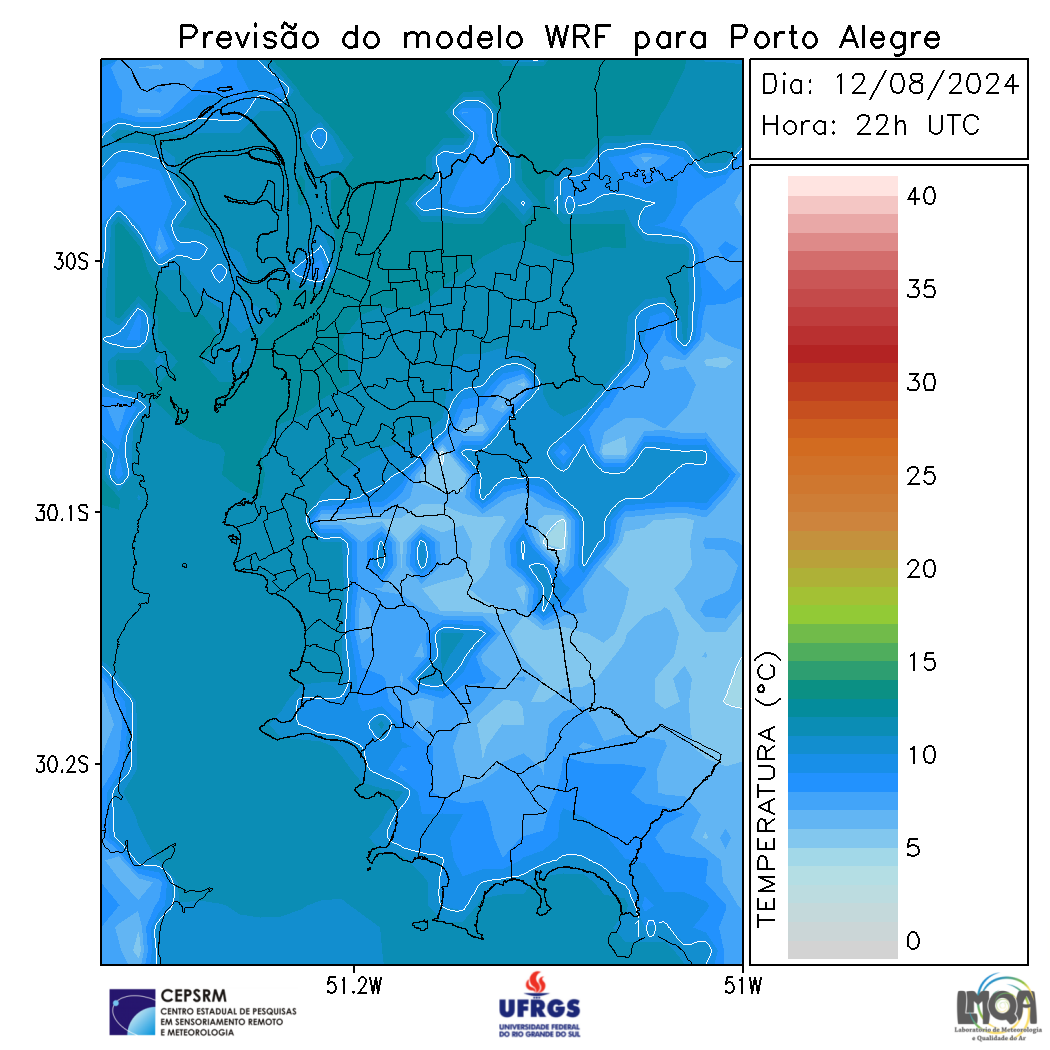 Previsão do modelo WRF para Porto Alegre
Dia: 12/08/2024
Hora: 22h UTC
30S
30.1S
30.2S
51.2W
51W
10
10
TEMPERATURA (°C)
40
35
30
25
20
15
10
5
0
CEPSRM
CENTRO ESTADUAL DE PESQUISAS
EM SENSORIAMENTO REMOTO
E METEOROLOGIA
UFRGS
UNIVERSIDADE FEDERAL
DO RIO GRANDE DO SUL
LMQA
Laboratório de Meteorologia
e Qualidade do Ar